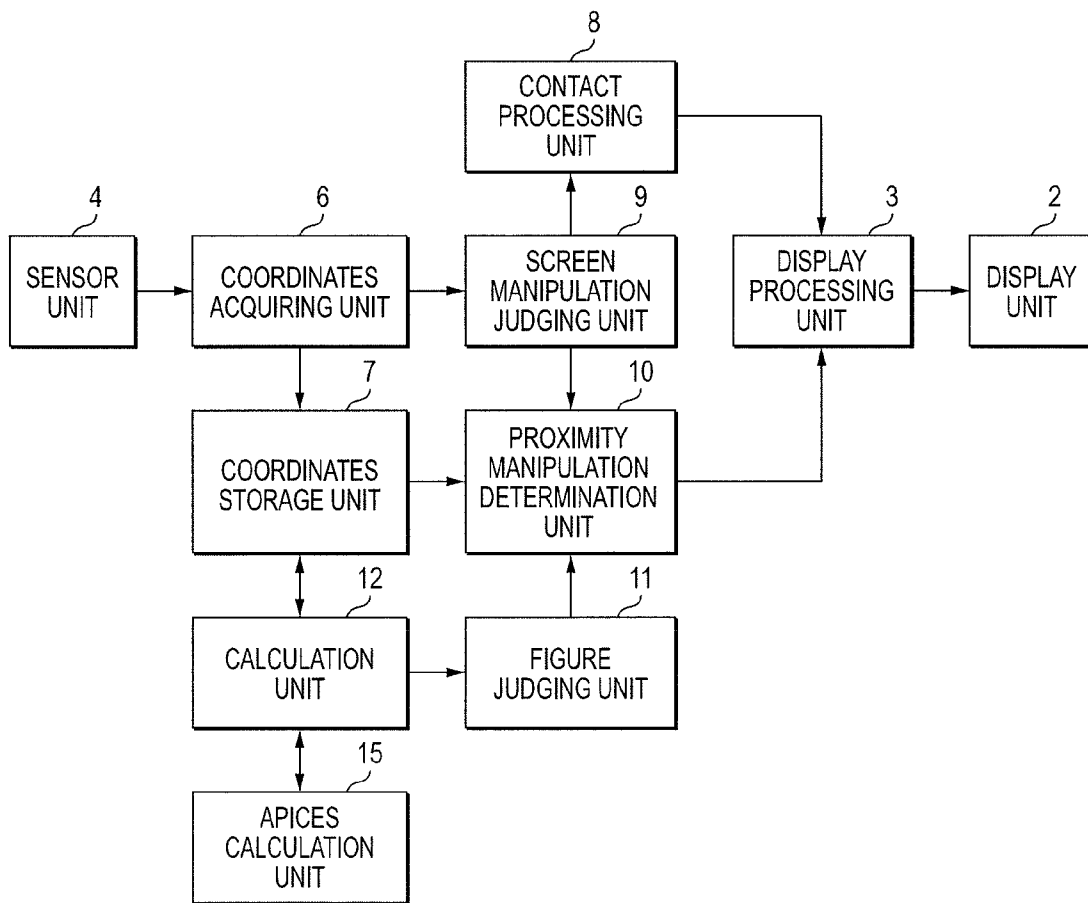 8
CONTACT
PROCESSING
UNIT
4
SENSOR
UNIT
6
COORDINATES
ACQUIRING UNIT
9
SCREEN
MANIPULATION
JUDGING UNIT
3
DISPLAY
PROCESSING
UNIT
2
DISPLAY
UNIT
7
COORDINATES
STORAGE UNIT
10
PROXIMITY
MANIPULATION
DETERMINATION
UNIT
12
CALCULATION
UNIT
11
FIGURE
JUDGING UNIT
15
APICES
CALCULATION
UNIT